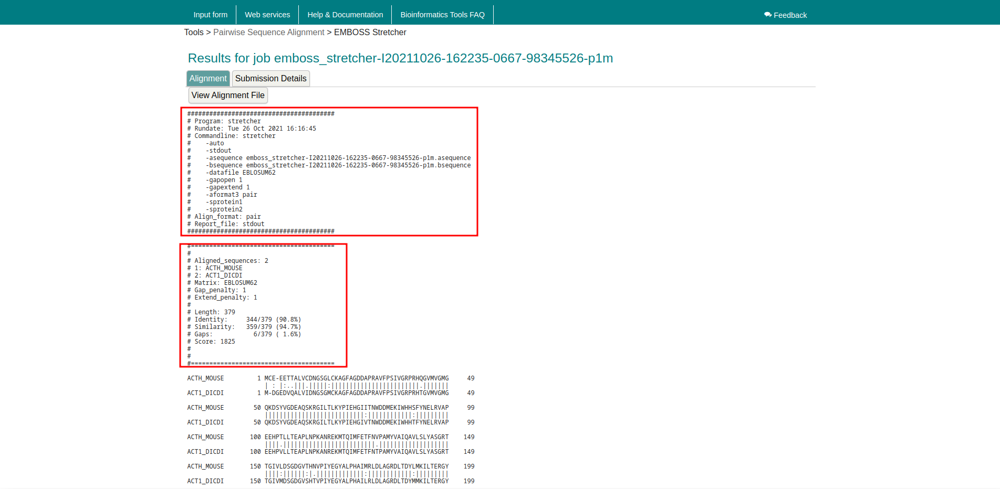 Input form Web services Help & Documentation Bioinformatics Tools FAQ Feedback
Tools > Pairwise Sequence Alignment > EMBOSS Stretcher
Results for job emboss_stretcher-I20211026-162235-0667-98345526-p1m
Alignment Submission Details
View Alignment File
########################################
# Program: stretcher
# Rundate: Tue 26 Oct 2021 16:16:45
# Commandline: stretcher
#    -auto
#    -stdout
#    -asequence emboss_stretcher-I20211026-162235-0667-98345526-p1m.asequence
#    -bsequence emboss_stretcher-I20211026-162235-0667-98345526-p1m.bsequence
#    -datafile EBLOSUM62
#    -gapopen 1
#    -gapextend 1
#    -aformat3 pair
#    -sprotein1
#    -sprotein2
# Align_format: pair
# Report_file: stdout
########################################
#=======================================
#
# Aligned_sequences: 2
# 1: ACTH_MOUSE
# 2: ACT1_DICDI
# Matrix: EBLOSUM62
# Gap_penalty: 1
# Extend_penalty: 1
#
# Length: 379
# Identity:     344/379 (90.8%)
# Similarity:   359/379 (94.7%)
# Gaps:           6/379 ( 1.6%)
# Score: 1825
#
#
#=======================================
ACTH_MOUSE         1 MCE-EETTALVCDNGSGLCKAGFAGDDAPRAVFPSIVGRPRHQGVMVGMG     49
                     | : |:..|||.|||||:||||||||||||||||||||||||.|||||||
ACT1_DICDI         1 M-DGEDVQALVIDNGSGMCKAGFAGDDAPRAVFPSIVGRPRHTGVMVGMG     49
ACTH_MOUSE        50 QKDSYVGDEAQSKRGILTLKYPIEHGIITNWDDMEKIWHHSFYNELRVAP     99
                     |||||||||||||||||||||||||||:||||||||||||:|||||||||
ACT1_DICDI        50 QKDSYVGDEAQSKRGILTLKYPIEHGIVTNWDDMEKIWHHTFYNELRVAP     99
ACTH_MOUSE       100 EEHPTLLTEAPLNPKANREKMTQIMFETFNVPAMYVAIQAVLSLYASGRT    149
                     ||||.|||||||||||||||||||||||||.|||||||||||||||||||
ACT1_DICDI       100 EEHPVLLTEAPLNPKANREKMTQIMFETFNTPAMYVAIQAVLSLYASGRT    149
ACTH_MOUSE       150 TGIVLDSGDGVTHNVPIYEGYALPHAIMRLDLAGRDLTDYLMKILTERGY    199
                     ||||:||||||:|.|||||||||||||:||||||||||||:|||||||||
ACT1_DICDI       150 TGIVMDSGDGVSHTVPIYEGYALPHAILRLDLAGRDLTDYMMKILTERGY    199